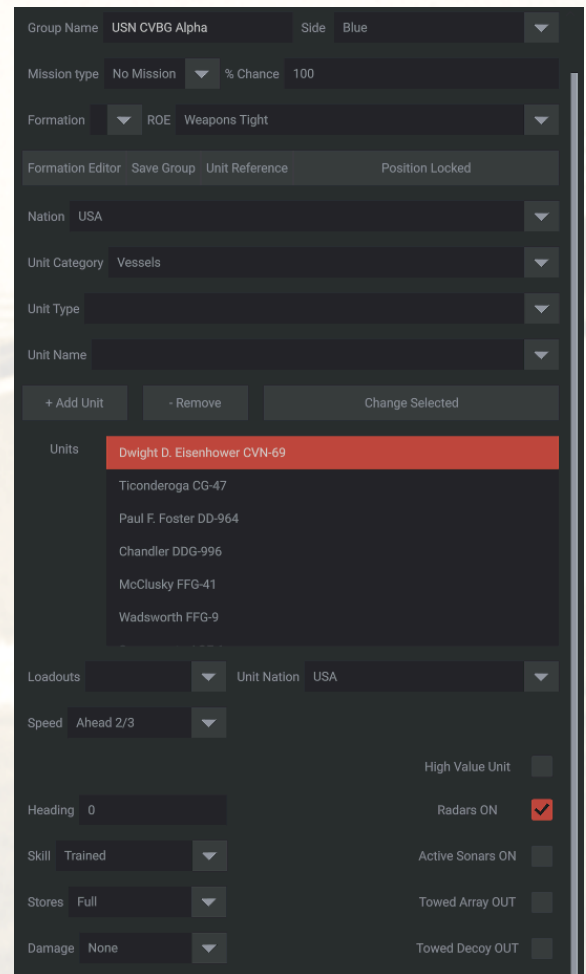 Group Name USN CVBG Alpha Side Blue
Mission type No Mission % Chance 100
Formation ROE Weapons Tight
Formation Editor Save Group Unit Reference Position Locked
Nation USA
Unit Category Vessels
Unit Type
Unit Name
+ Add Unit - Remove Change Selected
Units Dwight D. Eisenhower CVN-69
Ticonderoga CG-47
Paul F. Foster DD-964
Chandler DDG-996
McClusky FFG-41
Wadsworth FFG-9
Loadouts Unit Nation USA
Speed Ahead 2/3
High Value Unit
Heading 0 Radars ON
Skill Trained Active Sonars ON
Stores Full Towed Array OUT
Damage None Towed Decoy OUT